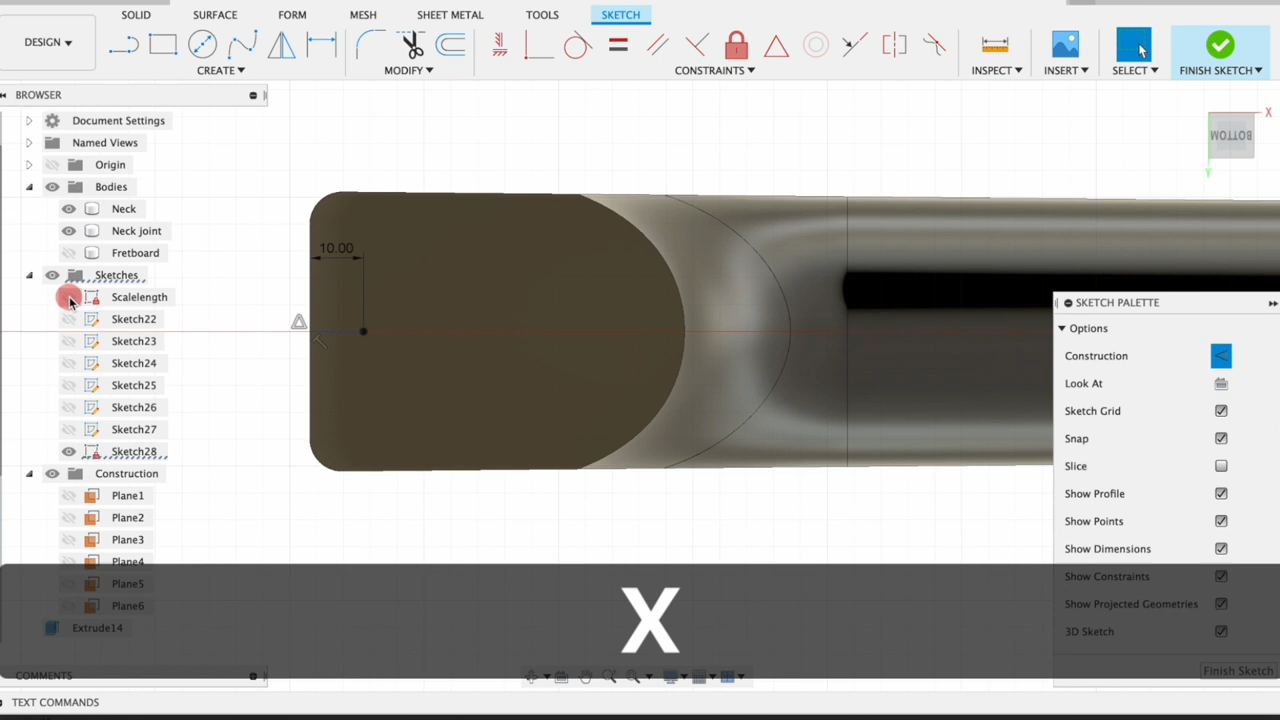 SOLID SURFACE FORM MESH SHEET METAL TOOLS SKETCH
DESIGN
CREATE MODIFY CONSTRAINTS INSPECT INSERT SELECT FINISH SKETCH
BROWSER
Document Settings
Named Views
Origin
Bodies
Neck
Neck joint
Fretboard
Sketches
Scalelength
Sketch22
Sketch23
Sketch24
Sketch25
Sketch26
Sketch27
Sketch28
Construction
Plane1
Plane2
Plane3
Plane4
Plane5
Plane6
Extrude14
COMMENTS
TEXT COMMANDS
10.00
X
BOTTOM
Y
SKETCH PALETTE
Options
Construction
Look At
Sketch Grid
Snap
Slice
Show Profile
Show Points
Show Dimensions
Show Constraints
Show Projected Geometries
3D Sketch
Finish Sketch
X